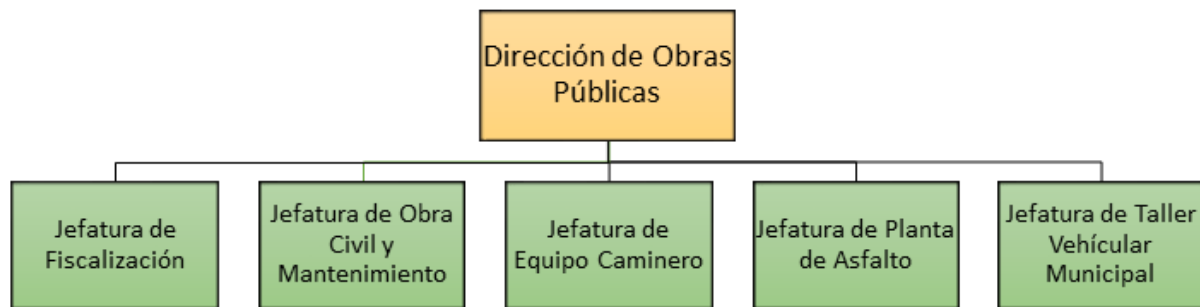 Dirección de Obras
Públicas
Jefatura de
Fiscalización
Jefatura de Obra
Civil y
Mantenimiento
Jefatura de
Equipo Caminero
Jefatura de Planta
de Asfalto
Jefatura de Taller
Vehícular
Municipal